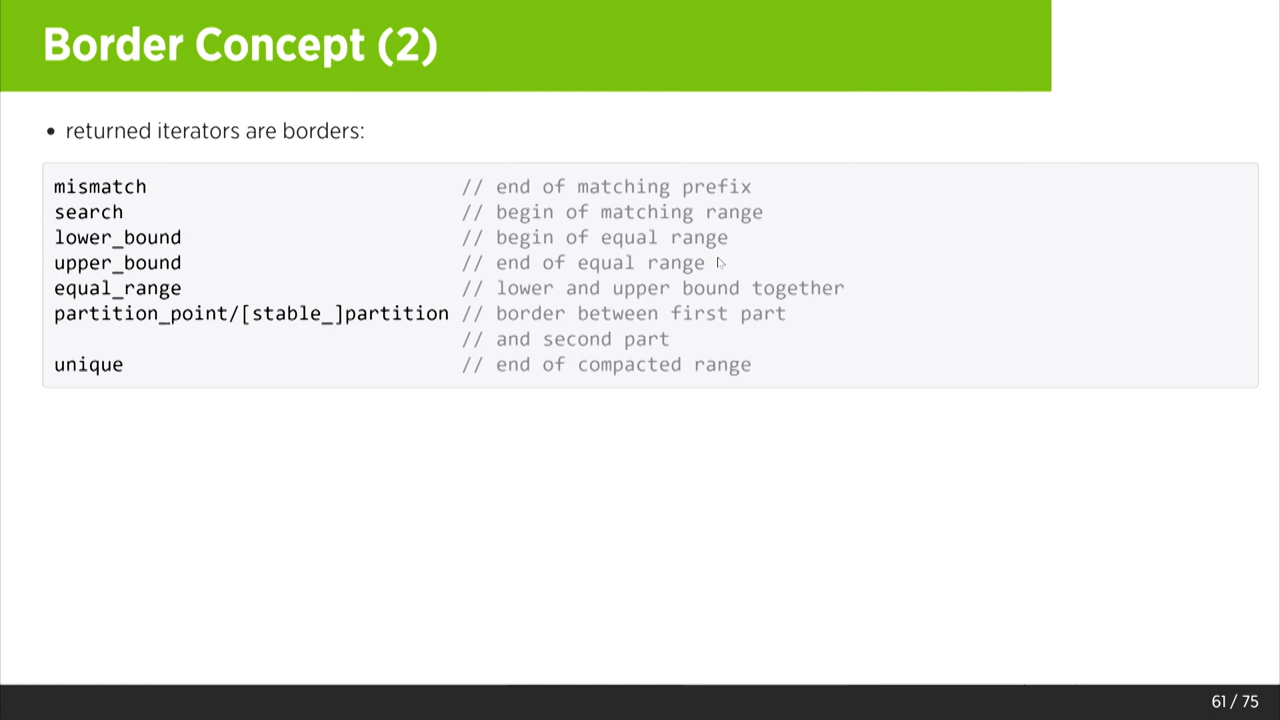 Border Concept (2)
• returned iterators are borders:
mismatch // end of matching prefix
search // begin of matching range
lower_bound // begin of equal range
upper_bound // end of equal range
equal_range // lower and upper bound together
partition_point/[stable_]partition // border between first part
// and second part
unique // end of compacted range
61 / 75